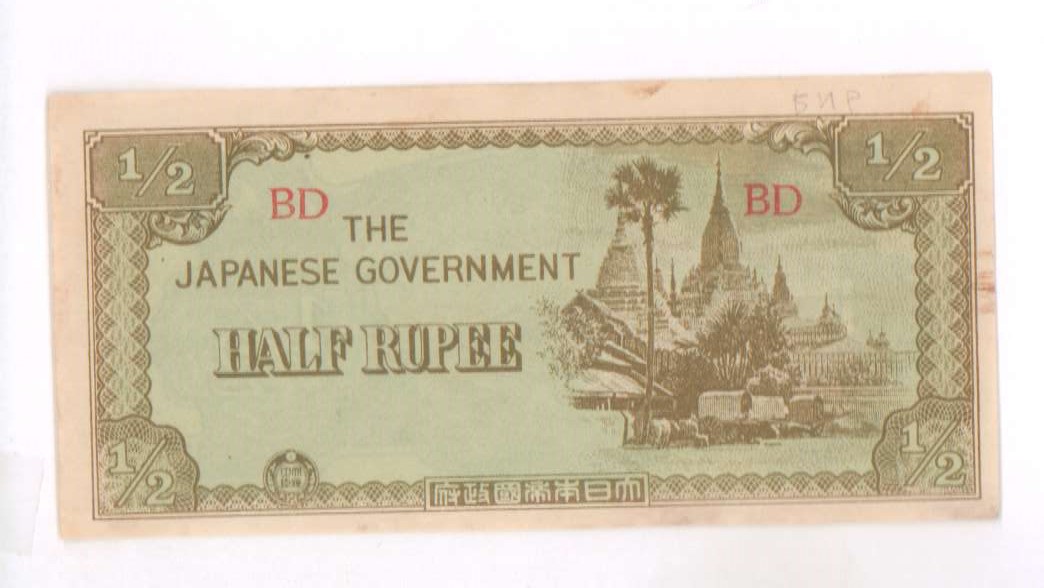 БИР
1/2 1/2
BD BD
THE
JAPANESE GOVERNMENT
HALF RUPEE
1/2 1/2
大日本帝國政府